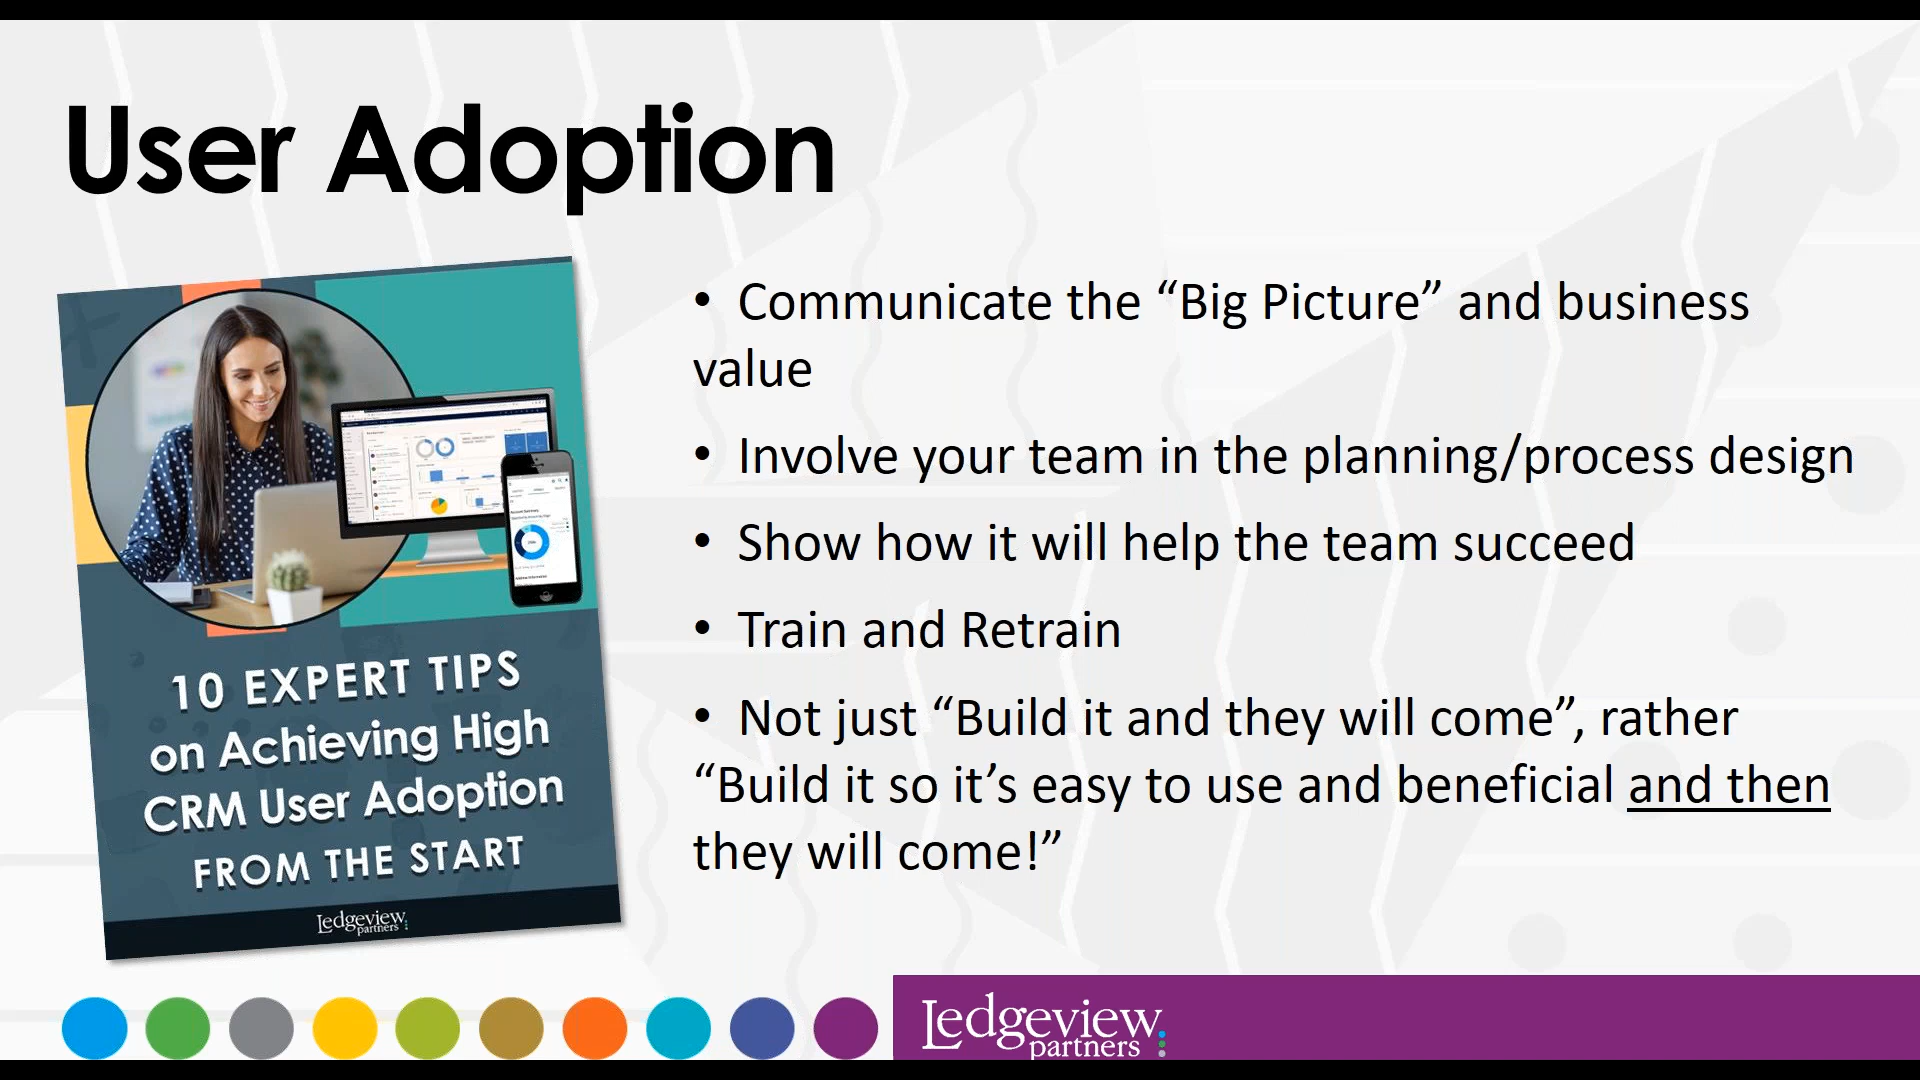 User Adoption
• Communicate the “Big Picture” and business
value
• Involve your team in the planning/process design
• Show how it will help the team succeed
• Train and Retrain
• Not just “Build it and they will come”, rather
“Build it so it’s easy to use and beneficial and then
they will come!”
10 EXPERT TIPS
on Achieving High
CRM User Adoption
FROM THE START
Ledgeview
partners
Ledgeview
partners